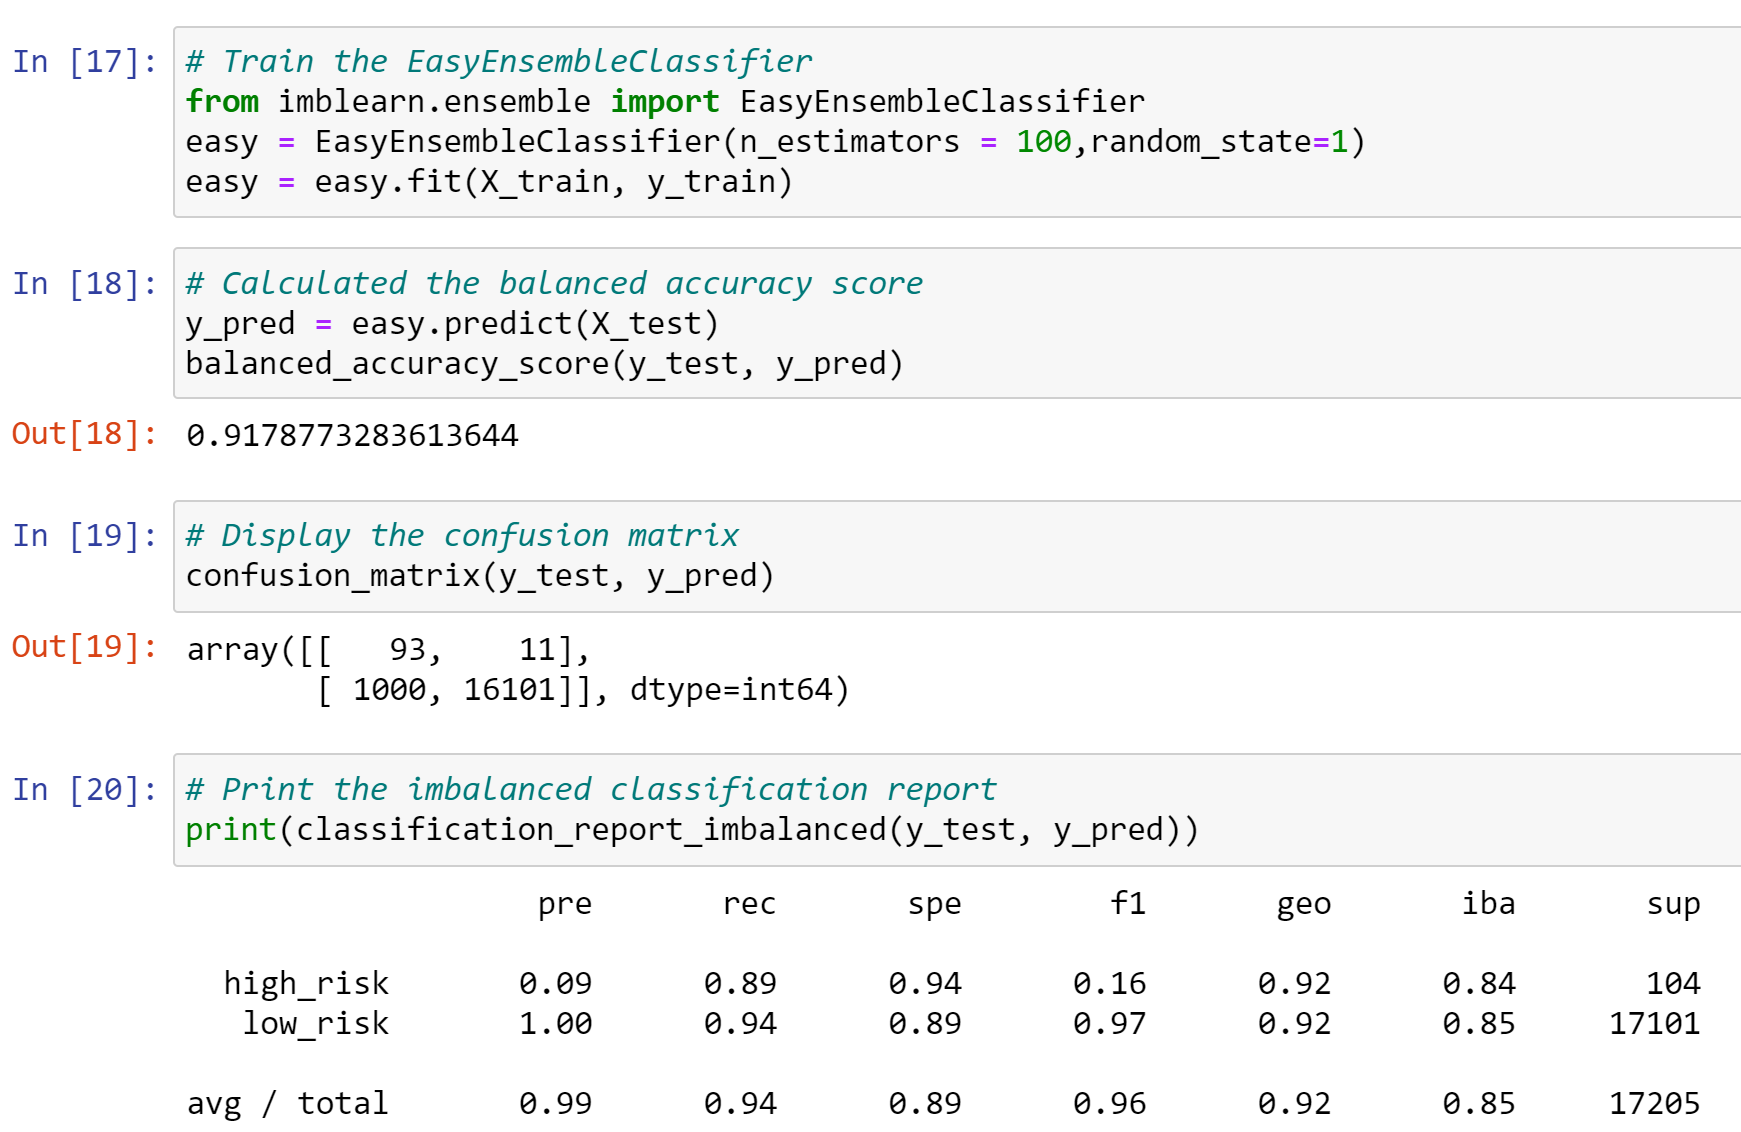 In [17]: # Train the EasyEnsembleClassifier
from imblearn.ensemble import EasyEnsembleClassifier
easy = EasyEnsembleClassifier(n_estimators = 100,random_state=1)
easy = easy.fit(X_train, y_train)
In [18]: # Calculated the balanced accuracy score
y_pred = easy.predict(X_test)
balanced_accuracy_score(y_test, y_pred)
Out[18]: 0.9178773283613644
In [19]: # Display the confusion matrix
confusion_matrix(y_test, y_pred)
Out[19]: array([[   93,    11],
       [ 1000, 16101]], dtype=int64)
In [20]: # Print the imbalanced classification report
print(classification_report_imbalanced(y_test, y_pred))
pre rec spe f1 geo iba sup
high_risk 0.09 0.89 0.94 0.16 0.92 0.84 104
low_risk 1.00 0.94 0.89 0.97 0.92 0.85 17101
avg / total 0.99 0.94 0.89 0.96 0.92 0.85 17205